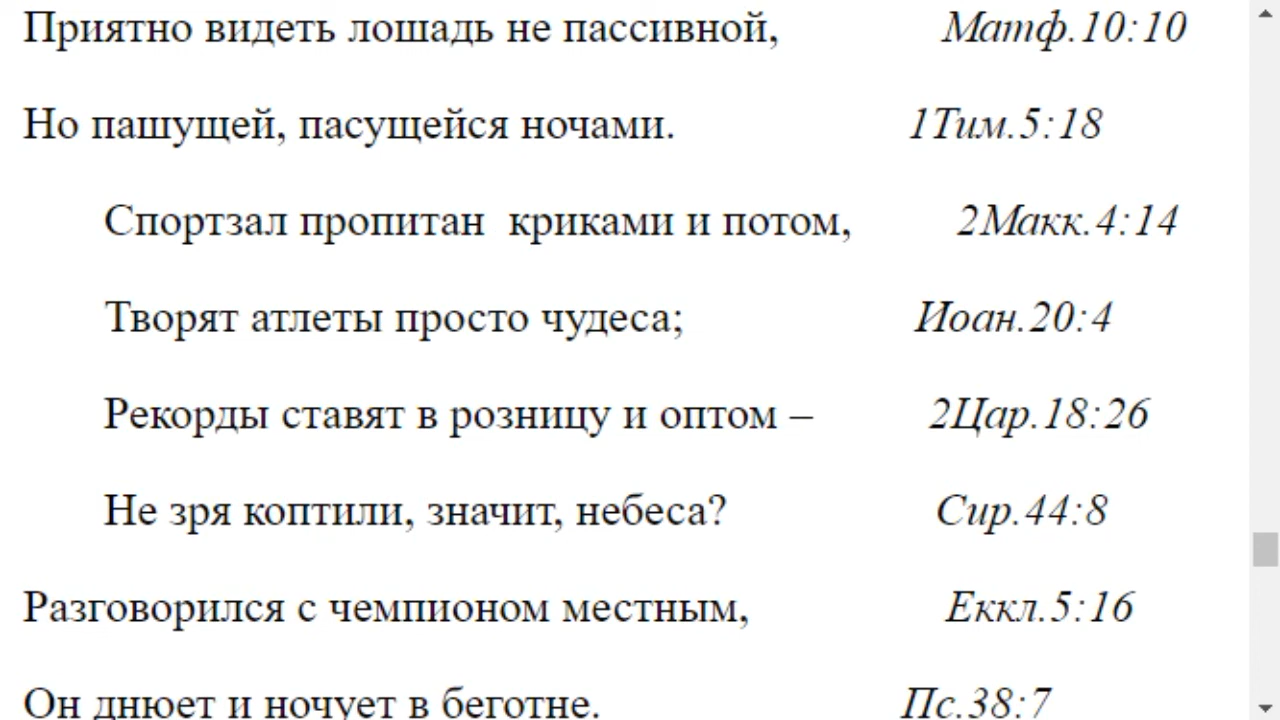 Приятно видеть лошадь не пассивной, Матф.10:10
Но пашущей, пасущейся ночами. 1Тим.5:18
Спортзал пропитан криками и потом, 2Макк.4:14
Творят атлеты просто чудеса; Иоан.20:4
Рекорды ставят в розницу и оптом – 2Цар.18:26
Не зря коптили, значит, небеса? Сир.44:8
Разговорился с чемпионом местным, Еккл.5:16
Он днюет и ночует в беготне. Пс.38:7